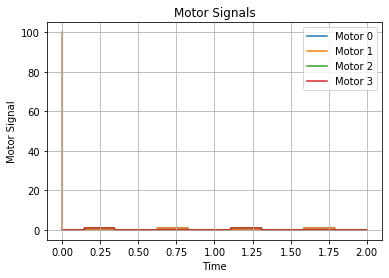 Motor Signals
Motor Signal
100
80
60
40
20
0
Motor 0
Motor 1
Motor 2
Motor 3
0.00 0.25 0.50 0.75 1.00 1.25 1.50 1.75 2.00
Time